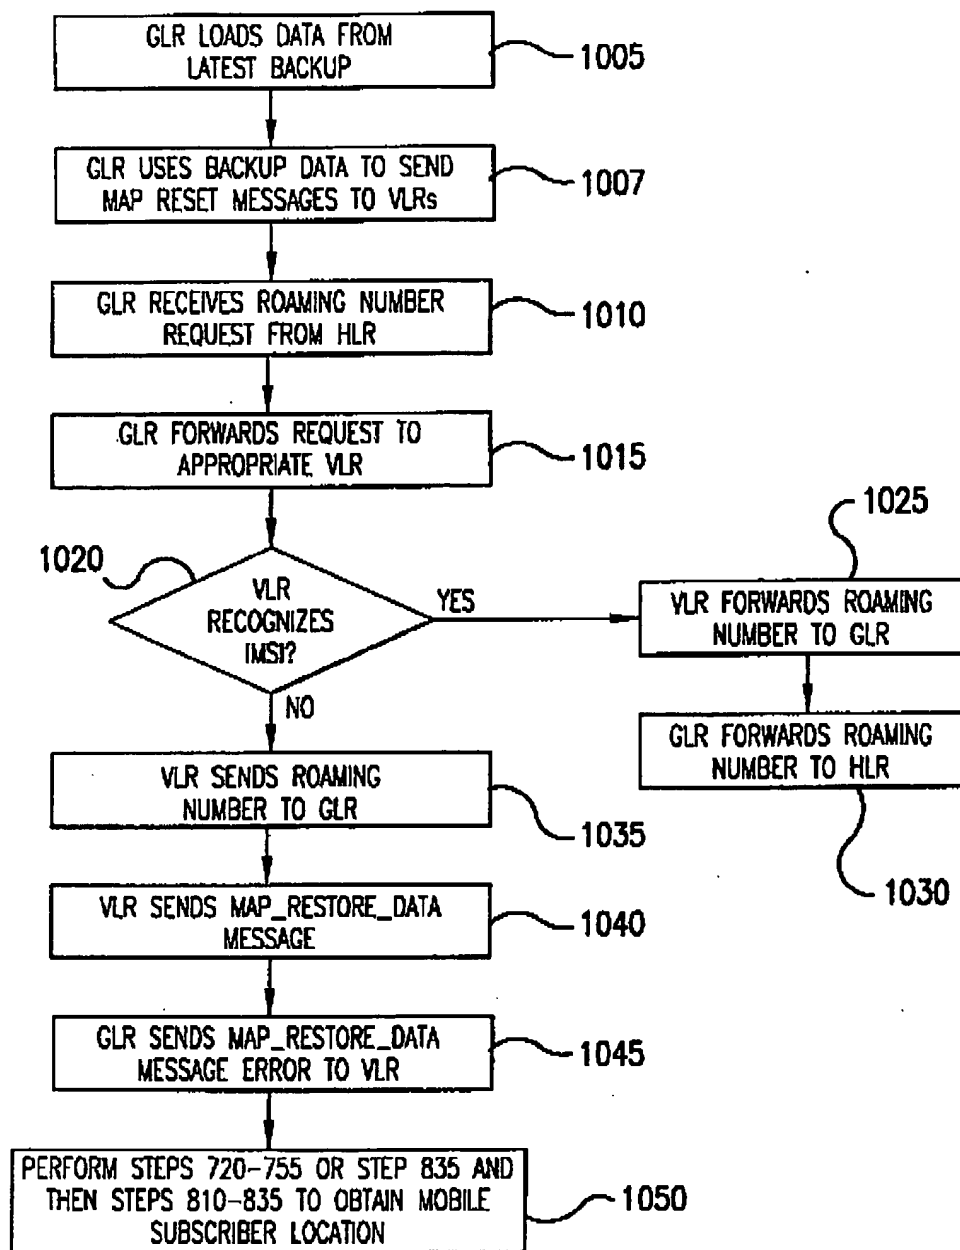 GLR LOADS DATA FROM
LATEST BACKUP
1005
GLR USES BACKUP DATA TO SEND
MAP RESET MESSAGES TO VLRs
1007
GLR RECEIVES ROAMING NUMBER
REQUEST FROM HLR
1010
GLR FORWARDS REQUEST TO
APPROPRIATE VLR
1015
1020
VLR
RECOGNIZES
IMSI?
YES
NO
1025
VLR FORWARDS ROAMING
NUMBER TO GLR
GLR FORWARDS ROAMING
NUMBER TO HLR
1030
VLR SENDS ROAMING
NUMBER TO GLR
1035
VLR SENDS MAP_RESTORE_DATA
MESSAGE
1040
GLR SENDS MAP_RESTORE_DATA
MESSAGE ERROR TO VLR
1045
PERFORM STEPS 720-755 OR STEP 835 AND
THEN STEPS 810-835 TO OBTAIN MOBILE
SUBSCRIBER LOCATION
1050